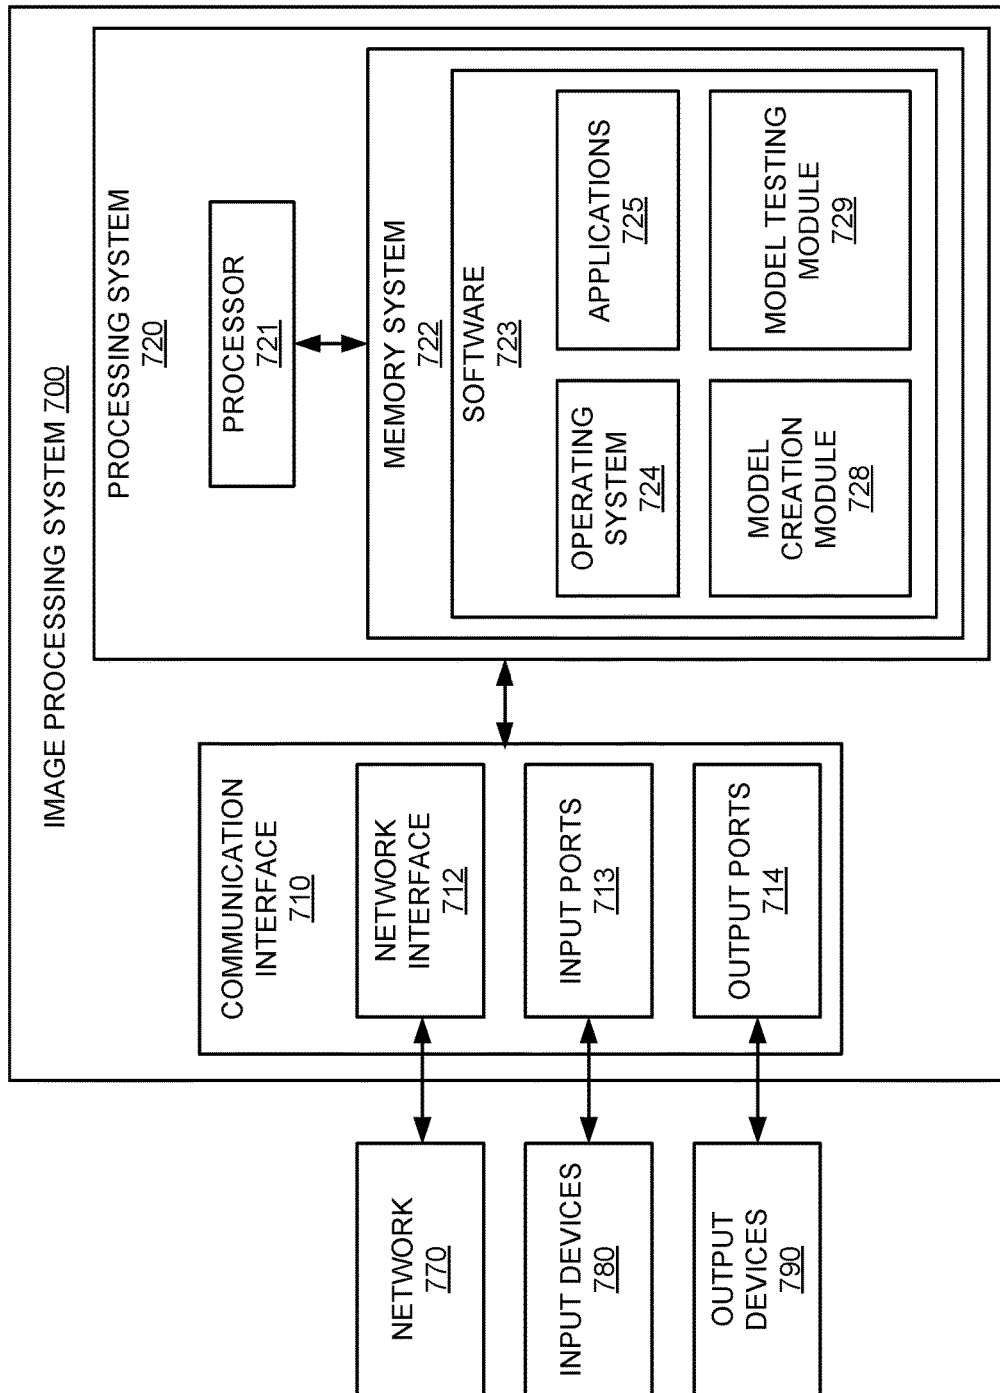 IMAGE PROCESSING SYSTEM 700
NETWORK
770
INPUT DEVICES
780
OUTPUT
DEVICES
790
COMMUNICATION
INTERFACE
710
NETWORK
INTERFACE
712
INPUT PORTS
713
OUTPUT PORTS
714
PROCESSING SYSTEM
720
PROCESSOR
721
MEMORY SYSTEM
722
SOFTWARE
723
OPERATING
SYSTEM
724
APPLICATIONS
725
MODEL
CREATION
MODULE
728
MODEL TESTING
MODULE
729